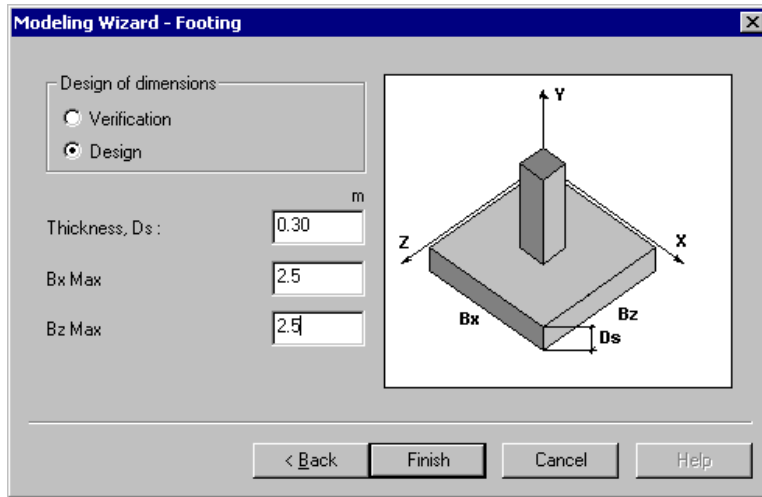 Modeling Wizard - Footing
Design of dimensions
Verification
Design
m
Thickness, Ds :
0.30
Bx Max
2.5
Bz Max
2.5
Y
Z
X
Bx
Bz
Ds
< Back
Finish
Cancel
Help